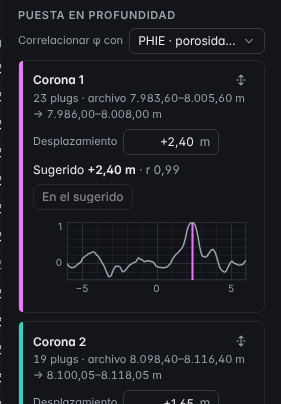 PUESTA EN PROFUNDIDAD
Correlacionar φ con PHIE · porosida...
Corona 1
23 plugs · archivo 7.983,60–8.005,60 m
→ 7.986,00–8.008,00 m
Desplazamiento +2,40 m
Sugerido +2,40 m · r 0,99
En el sugerido
1
0
−5 0 5
Corona 2
19 plugs · archivo 8.098,40–8.116,40 m
→ 8.100,05–8.118,05 m
Desplazamiento +1,65 m